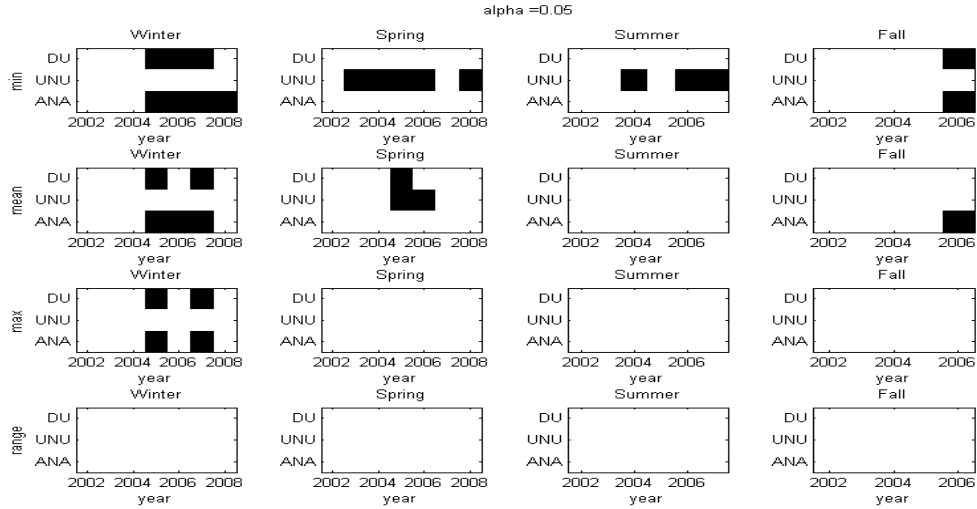 alpha =0.05
Winter Spring Summer Fall
min
DU DU DU DU
UNU UNU UNU UNU
ANA ANA ANA ANA
2002 2004 2006 2008 2002 2004 2006 2008 2002 2004 2006 2002 2004 2006
year year year year
Winter Spring Summer Fall
mean
DU DU DU DU
UNU UNU UNU UNU
ANA ANA ANA ANA
2002 2004 2006 2008 2002 2004 2006 2008 2002 2004 2006 2002 2004 2006
year year year year
Winter Spring Summer Fall
max
DU DU DU DU
UNU UNU UNU UNU
ANA ANA ANA ANA
2002 2004 2006 2008 2002 2004 2006 2008 2002 2004 2006 2002 2004 2006
year year year year
Winter Spring Summer Fall
range
DU DU DU DU
UNU UNU UNU UNU
ANA ANA ANA ANA
2002 2004 2006 2008 2002 2004 2006 2008 2002 2004 2006 2002 2004 2006
year year year year